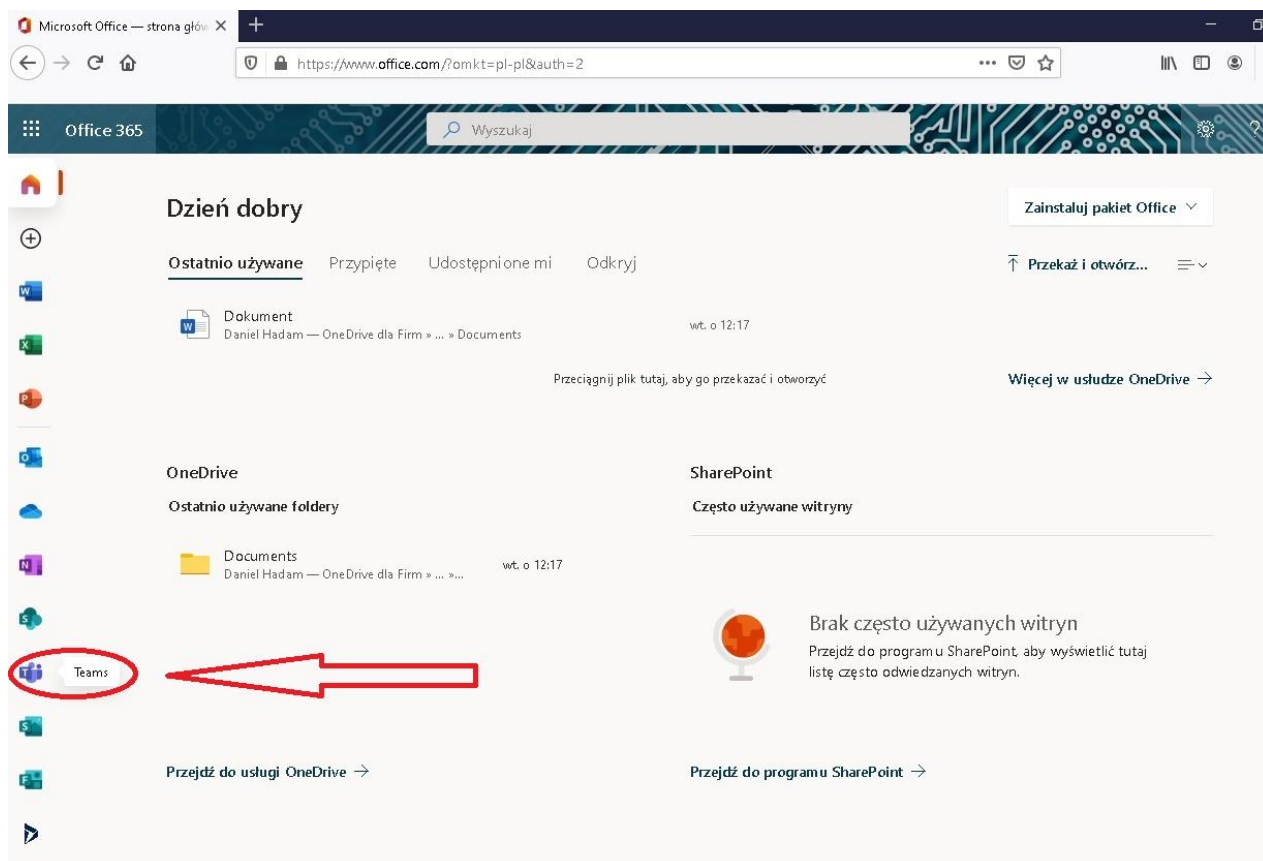 Microsoft Office — strona głów
https://www.office.com/?omkt=pl-pl&auth=2
Office 365
Wyszukaj
Dzień dobry
Zainstaluj pakiet Office
Ostatnio używane Przypięte Udostępnione mi Odkryj
Przekaż i otwórz...
Dokument
Daniel Hadam — OneDrive dla Firm » ... » Documents
wt. o 12:17
Przeciągnij plik tutaj, aby go przekazać i otworzyć
Więcej w usłudze OneDrive →
OneDrive
Ostatnio używane foldery
Documents
Daniel Hadam — OneDrive dla Firm » ... »...
wt. o 12:17
SharePoint
Często używane witryny
Brak często używanych witryn
Przejdź do programu SharePoint, aby wyświetlić tutaj
listę często odwiedzanych witryn.
Teams
Przejdź do usługi OneDrive →
Przejdź do programu SharePoint →